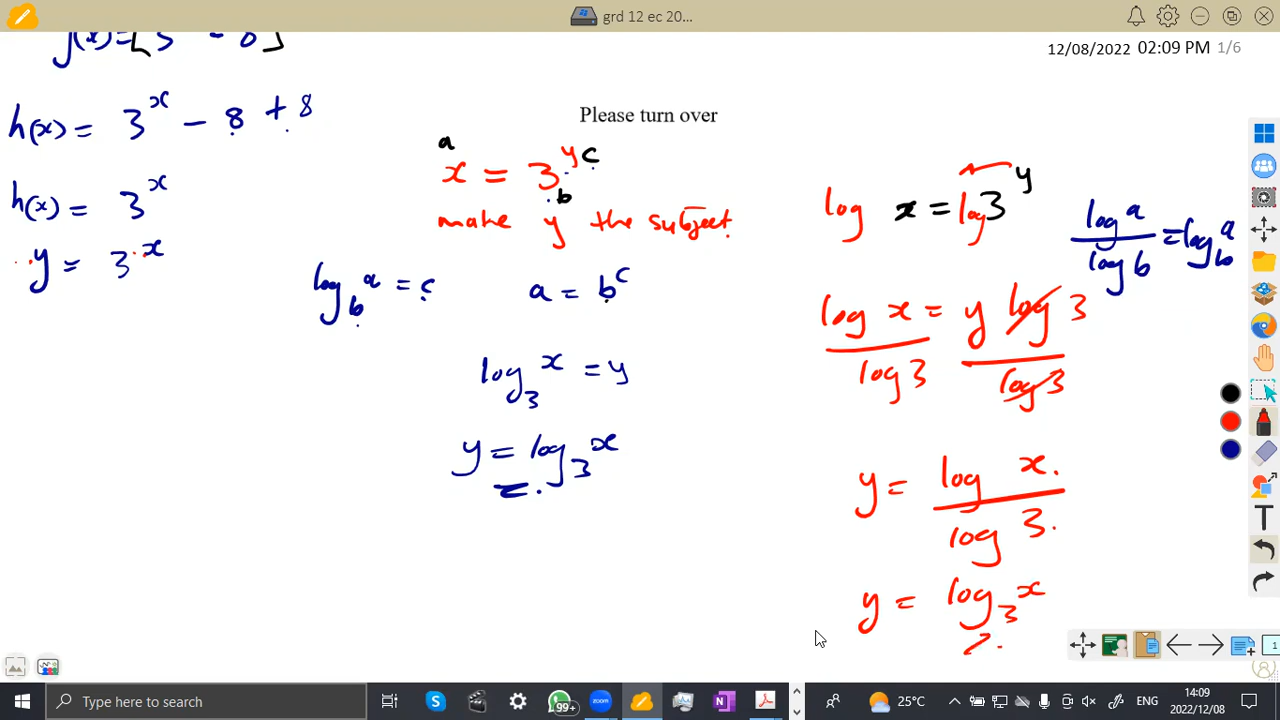 grd 12 ec 20...
12/08/2022 02:09 PM 1/6
h(x) = 3^x - 8 + 8
h(x) = 3^x
y = 3^x
Please turn over
a c
x = 3^y
b
make y the subject.
log_b a = c
a = b^c
log_3 x = y
y = log_3 x
log x = log 3^y
log x / log 3 = y log 3 / log 3
y = log x / log 3
y = log_3 x
log a / log b = log_b a
T
1
Type here to search
99+
25°C
ENG
14:09
2022/12/08